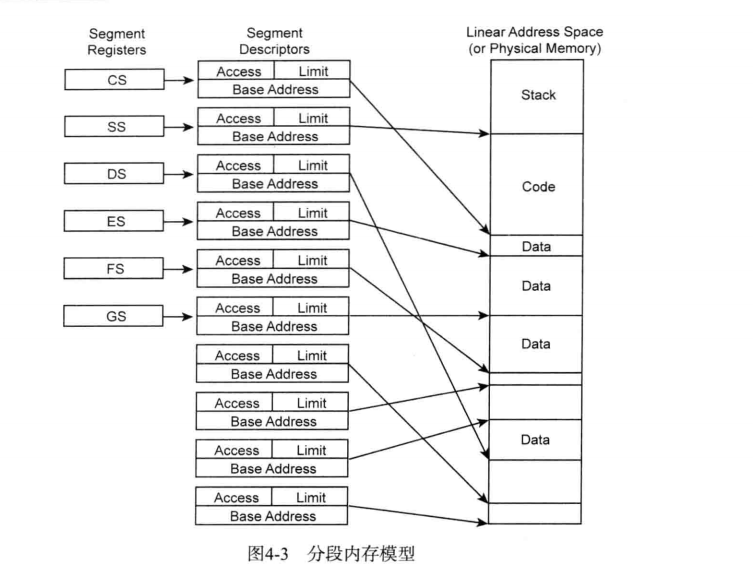 Segment
Registers
Segment
Descriptors
Linear Address Space
(or Physical Memory)
CS
Access Limit
Base Address
Stack
SS
Access Limit
Base Address
DS
Access Limit
Base Address
Code
ES
Access Limit
Base Address
Data
FS
Access Limit
Base Address
Data
GS
Access Limit
Base Address
Data
Access Limit
Base Address
Access Limit
Base Address
Access Limit
Base Address
Data
Access Limit
Base Address
图4-3 分段内存模型